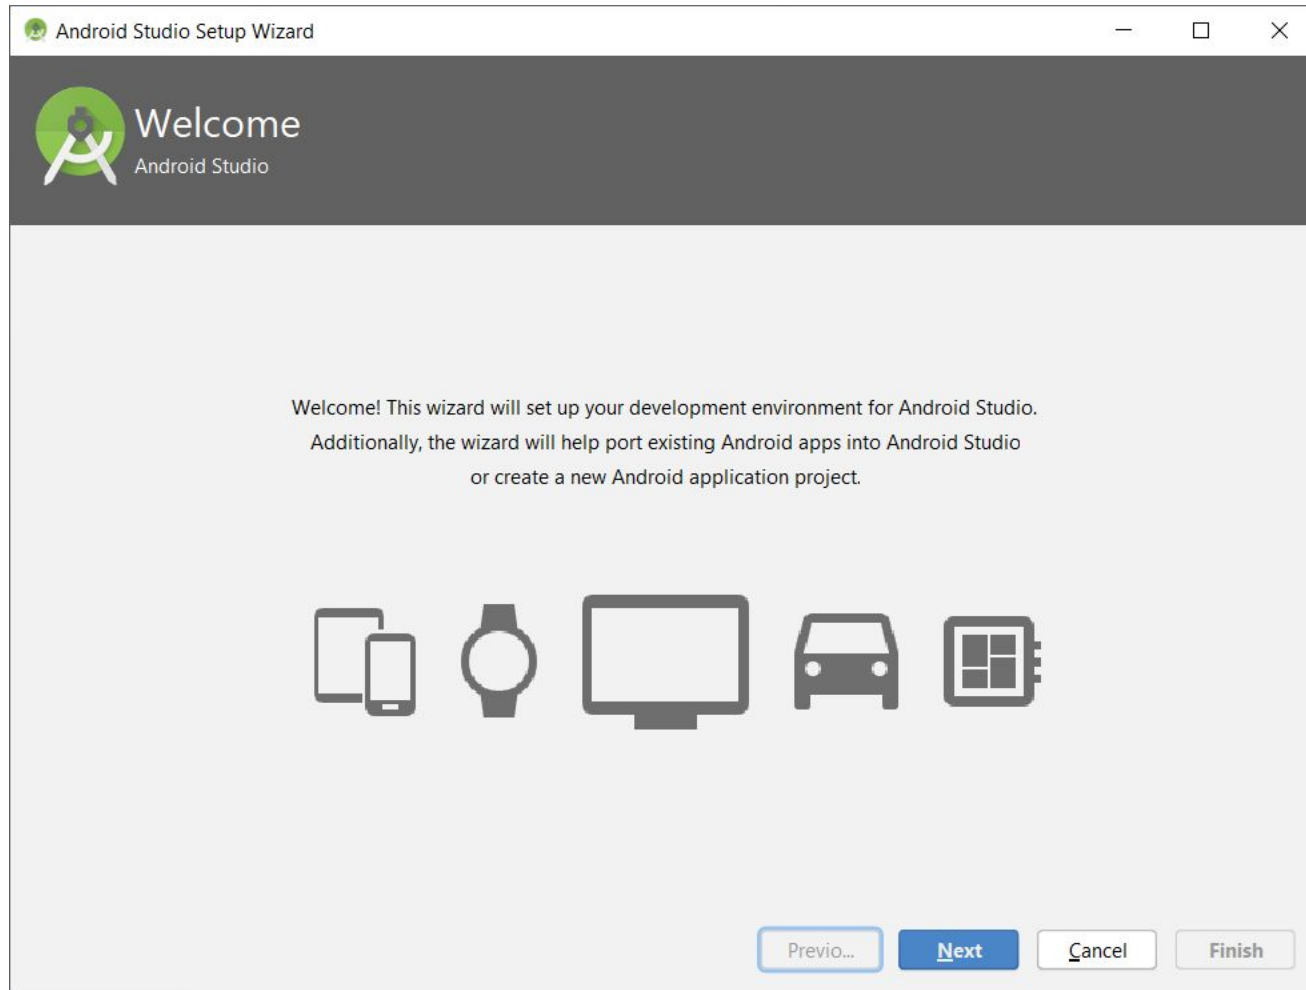 Android Studio Setup Wizard
Welcome
Android Studio
Welcome! This wizard will set up your development environment for Android Studio.
Additionally, the wizard will help port existing Android apps into Android Studio
or create a new Android application project.
Previo... Next Cancel Finish